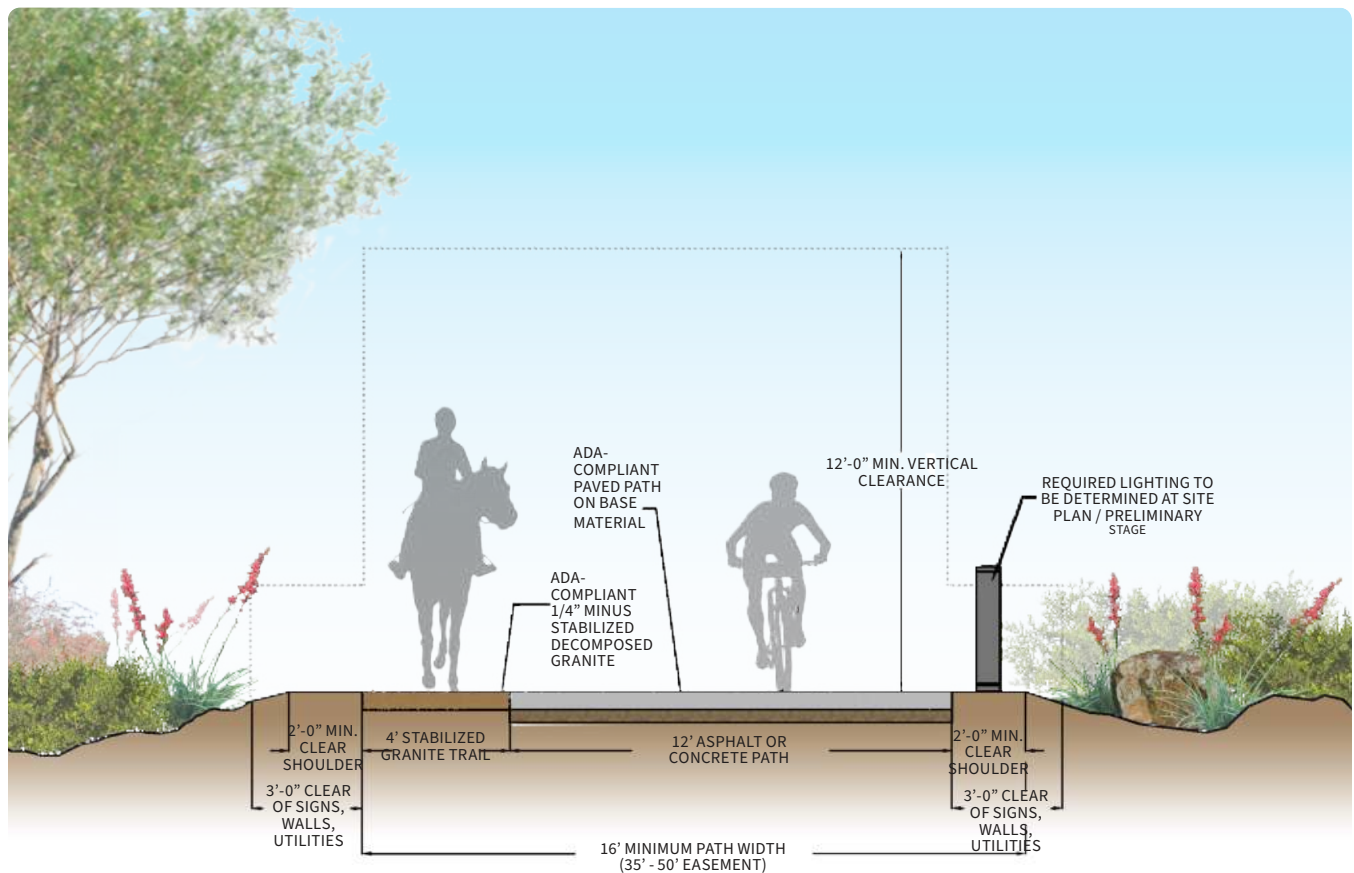 ADA-
COMPLIANT
PAVED PATH
ON BASE
MATERIAL
12’-0” MIN. VERTICAL
CLEARANCE
REQUIRED LIGHTING TO
BE DETERMINED AT SITE
PLAN / PRELIMINARY
STAGE
ADA-
COMPLIANT
1/4” MINUS
STABILIZED
DECOMPOSED
GRANITE
2’-0” MIN.
CLEAR
SHOULDER
4’ STABILIZED
GRANITE TRAIL
12’ ASPHALT OR
CONCRETE PATH
2’-0” MIN.
CLEAR
SHOULDER
3’-0” CLEAR
OF SIGNS,
WALLS,
UTILITIES
3’-0” CLEAR
OF SIGNS,
WALLS,
UTILITIES
16’ MINIMUM PATH WIDTH
(35’ - 50’ EASEMENT)